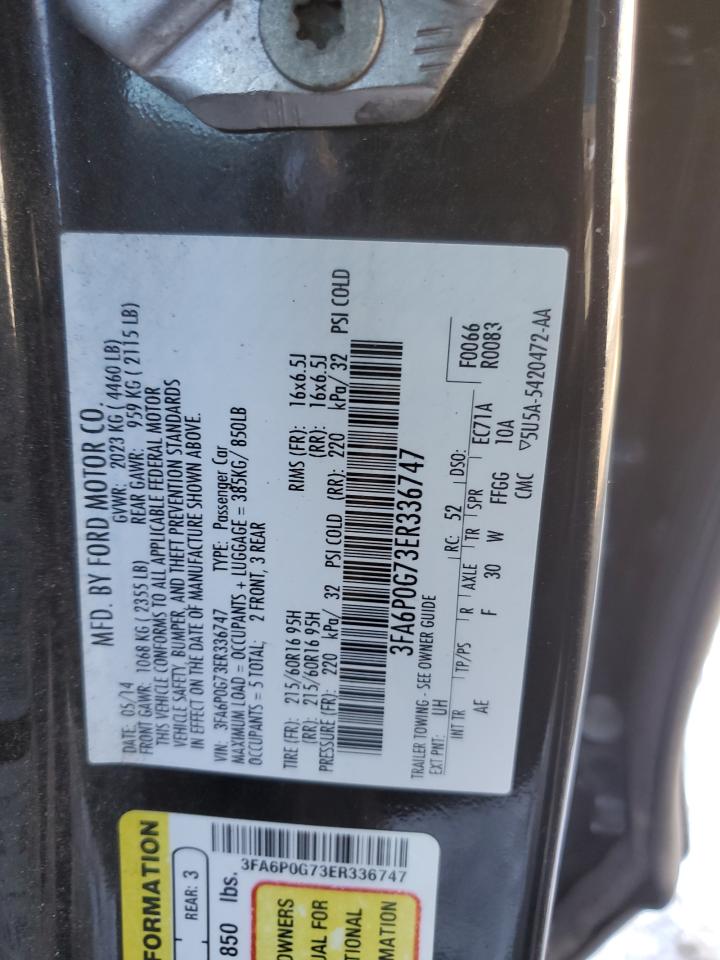 MFD. BY FORD MOTOR CO.
DATE: 05/14 GVWR: 2023 KG ( 4460 LB)
FRONT GAWR: 1068 KG ( 2355 LB) REAR GAWR: 959 KG ( 2115 LB)
THIS VEHICLE CONFORMS TO ALL APPLICABLE FEDERAL MOTOR
VEHICLE SAFETY, BUMPER, AND THEFT PREVENTION STANDARDS
IN EFFECT ON THE DATE OF MANUFACTURE SHOWN ABOVE.
VIN: 3FA6P0G73ER336747 TYPE: Passenger Car
MAXIMUM LOAD = OCCUPANTS + LUGGAGE = 385KG/ 850LB
OCCUPANTS = 5 TOTAL; 2 FRONT, 3 REAR
TIRE (FR): 215/60R16 95H RIMS (FR): 16x6.5J
(RR): 215/60R16 95H (RR): 16x6.5J
PRESSURE (FR): 220 kPa/ 32 PSI COLD (RR): 220 kPa/ 32 PSI COLD
3FA6P0G73ER336747
TRAILER TOWING - SEE OWNER GUIDE F0066
EXT PNT: UH RC: 52 DSO: R0083
INT TR TP/PS R AXLE TR SPR EC71A
AE F 30 W FFGG 10A
CMC ▽5U5A-5420472-AA
FORMATION
REAR: 3
850 lbs.
3FA6P0G73ER336747
OWNERS
UAL FOR
TIONAL
RMATION